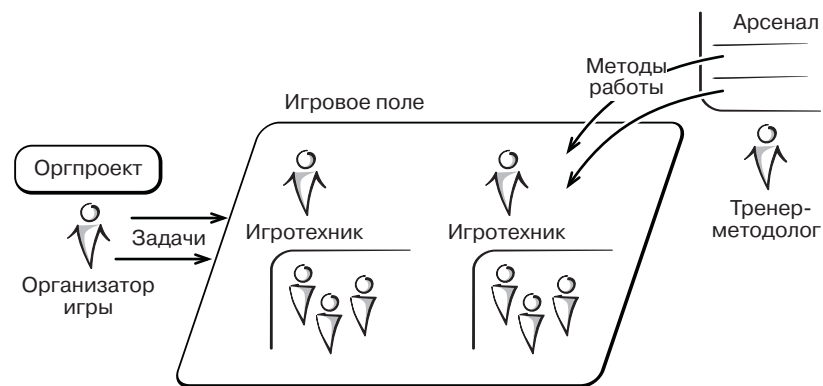 Арсенал
Методы
работы
Игровое поле
Оргпроект
Задачи
Игротехник
Игротехник
Тренер-
методолог
Организатор
игры